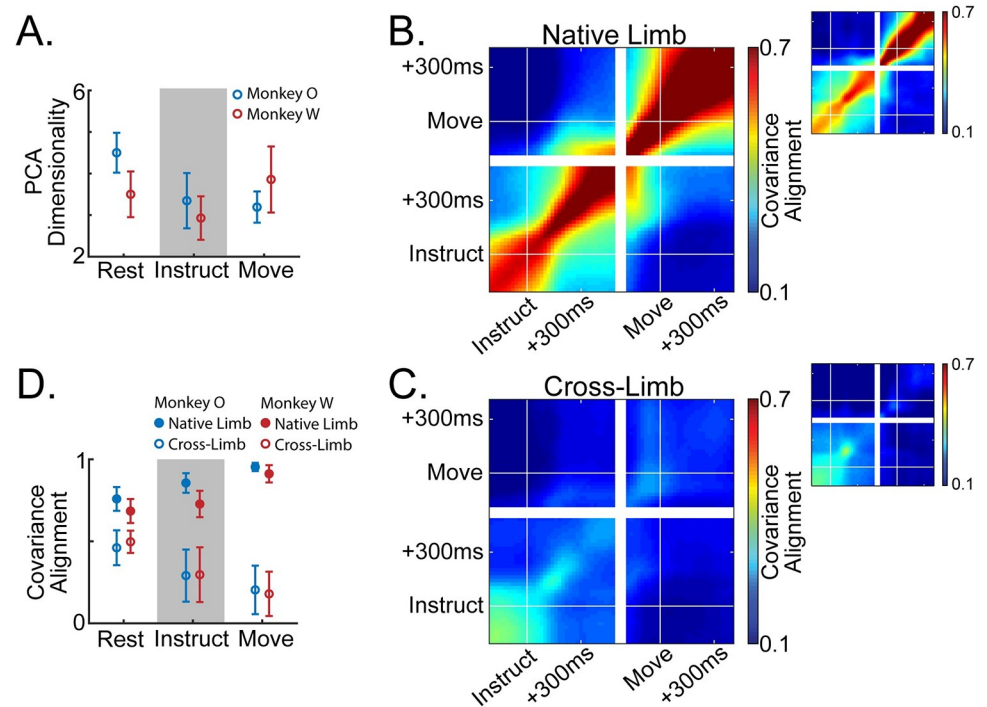 A.
6
PCA
Dimensionality
2
Monkey O
Monkey W
Rest Instruct Move
B.
Native Limb
+300ms
Move
+300ms
Instruct
Instruct
+300ms
Move
+300ms
0.7
Covariance
Alignment
0.1
0.7
0.1
D.
Monkey O
Native Limb
Cross-Limb
Monkey W
Native Limb
Cross-Limb
1
Covariance
Alignment
0
Rest Instruct Move
C.
Cross-Limb
+300ms
Move
+300ms
Instruct
Instruct
+300ms
Move
+300ms
0.7
Covariance
Alignment
0.1
0.7
0.1